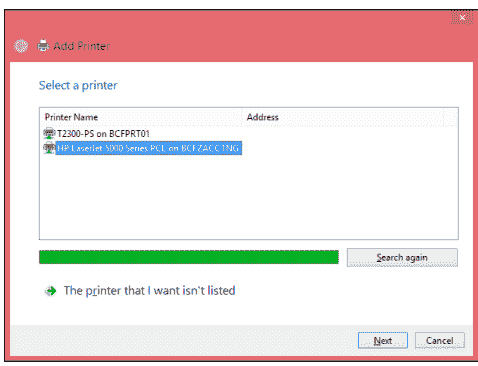 Add Printer
Select a printer
Printer Name Address
T2300-PS on BCFPRT01
HP LaserJet 5000 Series PCL on
Search again
The printer that I want isn't listed
Next Cancel